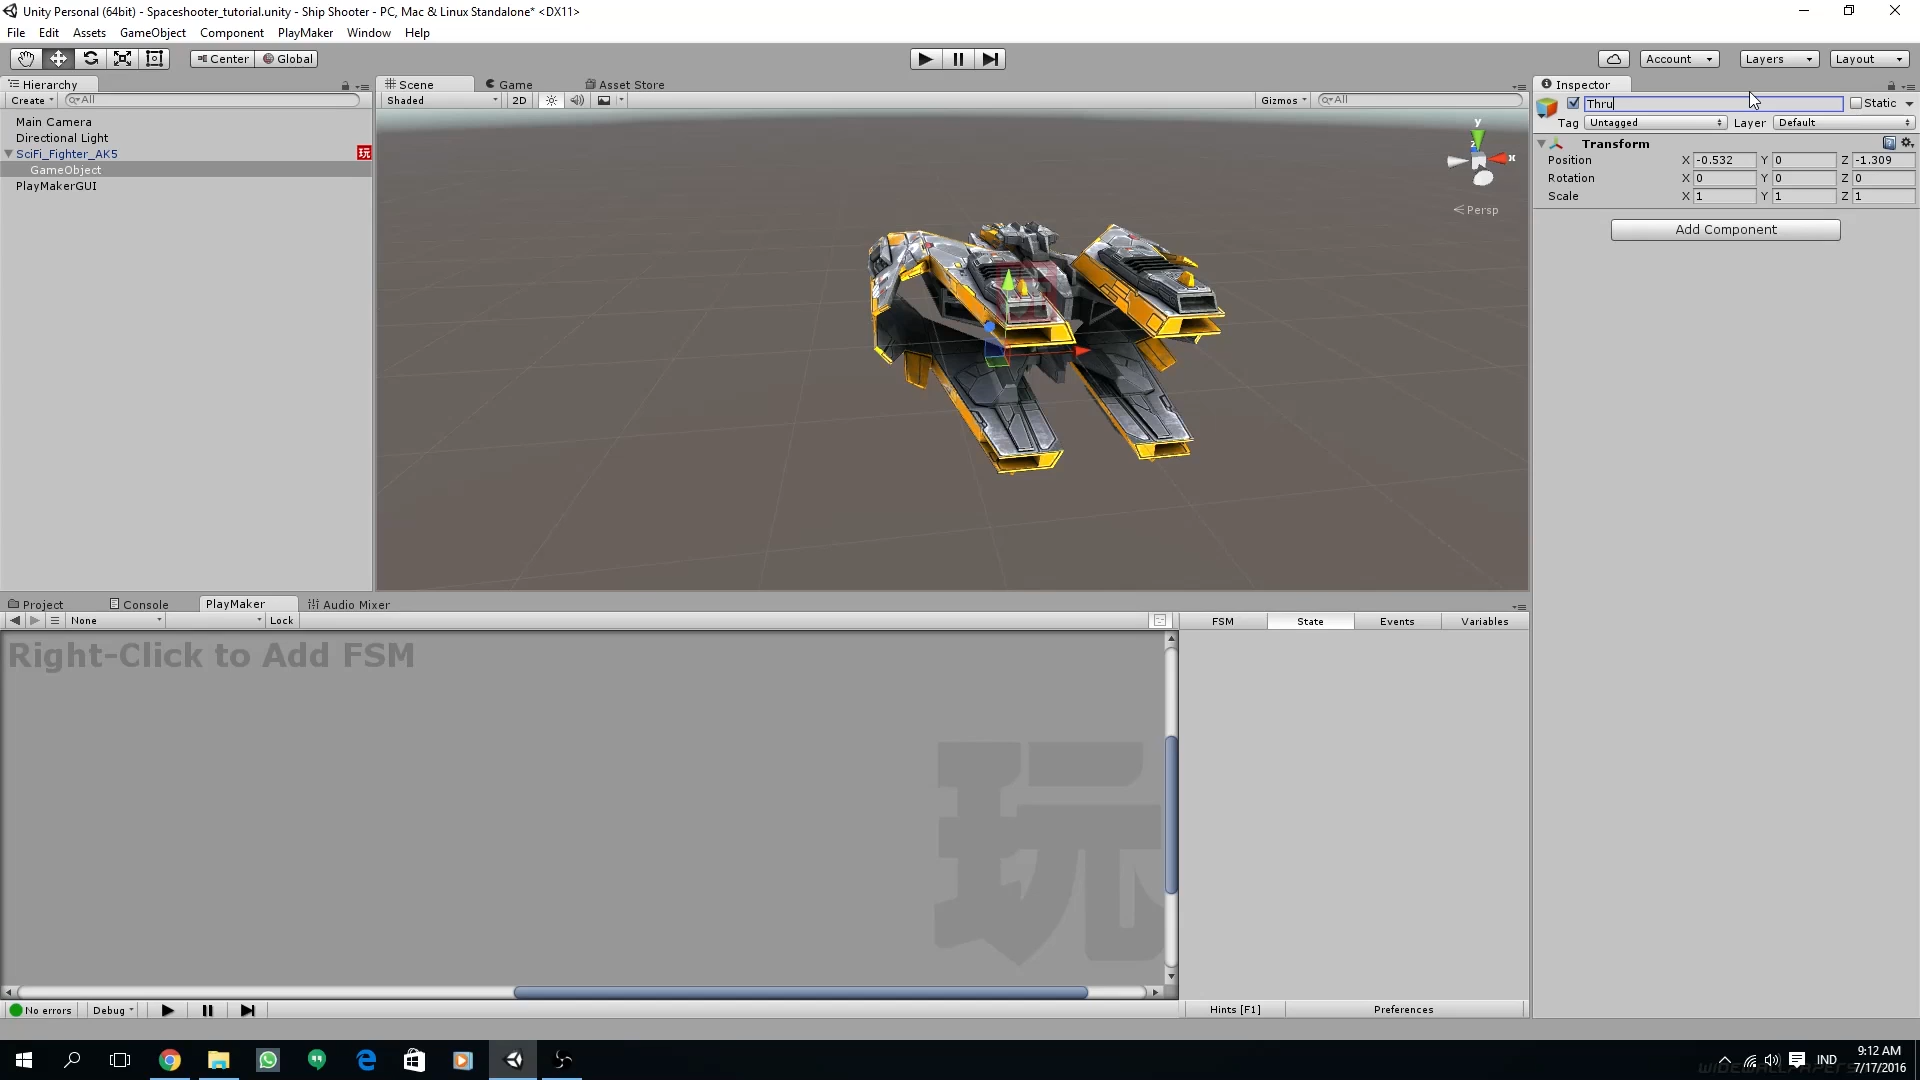 Unity Personal (64bit) - Spaceshooter_tutorial.unity - Ship Shooter - PC, Mac & Linux Standalone* <DX11>
File Edit Assets GameObject Component PlayMaker Window Help
Center Global Account Layers Layout
Hierarchy Scene Game Asset Store Inspector
Create All Shaded 2D Gizmos All Thru Static
Tag Untagged Layer Default
Main Camera
Directional Light
SciFi_Fighter_AK5 玩
GameObject
PlayMakerGUI
y
z x
Persp
Transform
Position X -0.532 Y 0 Z -1.309
Rotation X 0 Y 0 Z 0
Scale X 1 Y 1 Z 1
Add Component
Project Console PlayMaker Audio Mixer
None Lock FSM State Events Variables
Right-Click to Add FSM
玩
No errors Debug Hints [F1] Preferences
IND 9:12 AM
7/17/2016